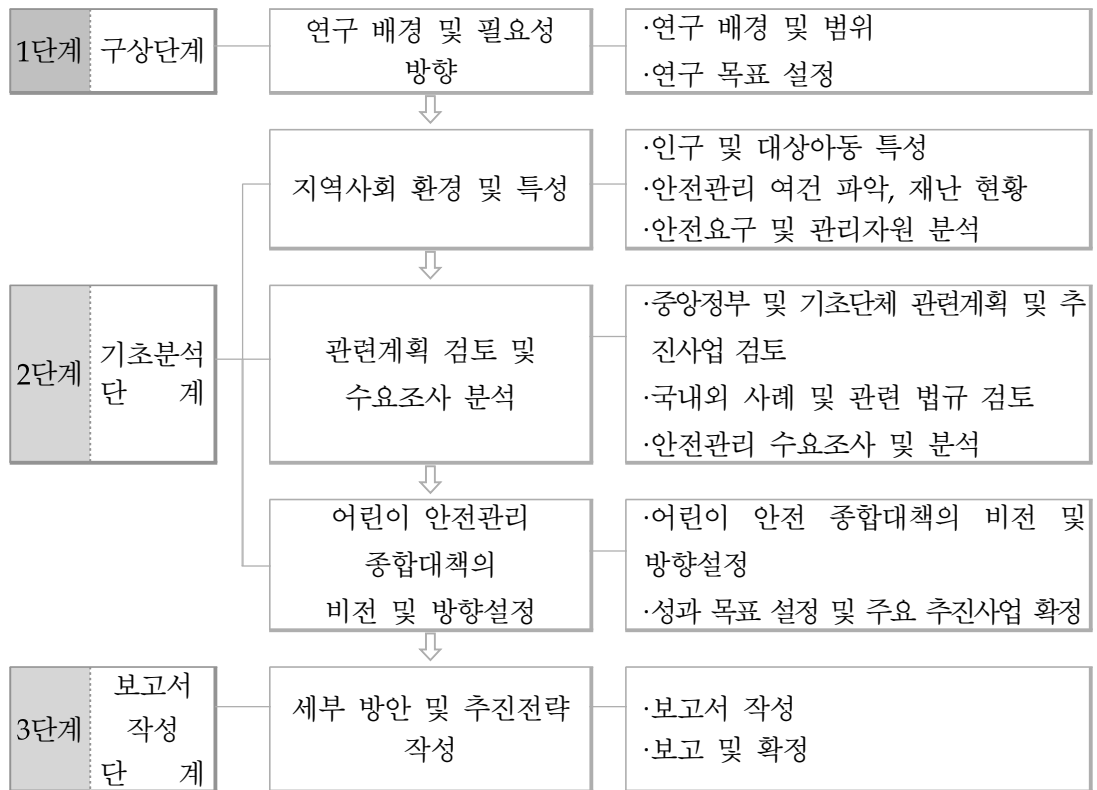 1단계
구상단계
연구 배경 및 필요성
방향
·연구 배경 및 범위
·연구 목표 설정
지역사회 환경 및 특성
·인구 및 대상아동 특성
·안전관리 여건 파악, 재난 현황
·안전요구 및 관리자원 분석
2단계
기초분석
단 계
관련계획 검토 및
수요조사 분석
·중앙정부 및 기초단체 관련계획 및 추
진사업 검토
·국내외 사례 및 관련 법규 검토
·안전관리 수요조사 및 분석
어린이 안전관리
종합대책의
비전 및 방향설정
·어린이 안전 종합대책의 비전 및
방향설정
·성과 목표 설정 및 주요 추진사업 확정
3단계
보고서
작성
단 계
세부 방안 및 추진전략
작성
·보고서 작성
·보고 및 확정